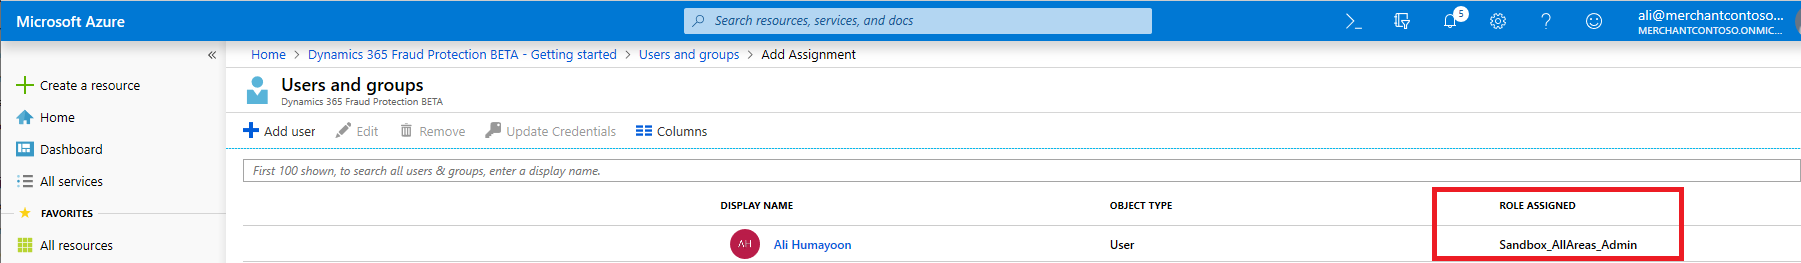 Microsoft Azure
Search resources, services, and docs
5
ali@merchantcontoso...
MERCHANTCONTOSO.ONMIC...
«
Create a resource
Home
Dashboard
All services
FAVORITES
All resources
Home > Dynamics 365 Fraud Protection BETA - Getting started > Users and groups > Add Assignment
Users and groups
Dynamics 365 Fraud Protection BETA
Add user Edit Remove Update Credentials Columns
First 100 shown, to search all users & groups, enter a display name.
DISPLAY NAME OBJECT TYPE ROLE ASSIGNED
AH Ali Humayoon User Sandbox_AllAreas_Admin